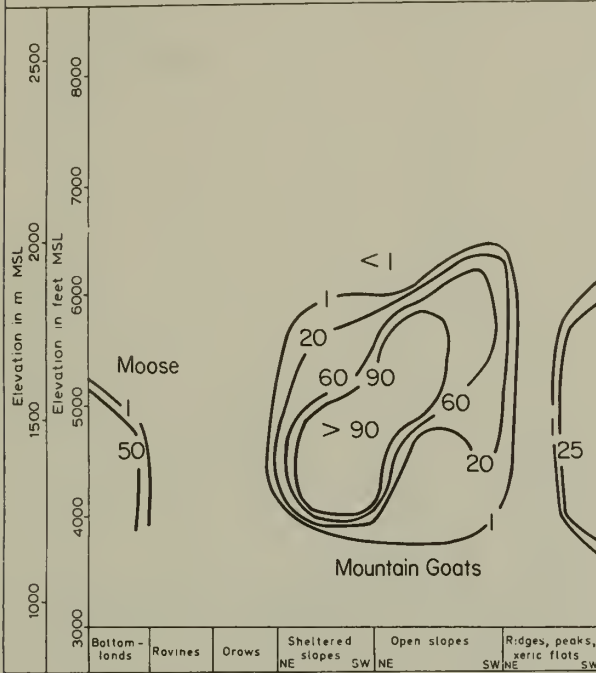 Elevation in m MSL
2500
2000
1500
1000
Elevation in feet MSL
8000
7000
6000
5000
4000
3000
Moose
1
50
< 1
1
20
60
90
> 90
60
20
1
Mountain Goats
1
25
Bottom-
lands
Ravines
Draws
Sheltered
slopes
NE SW
Open slopes
NE SW
Ridges, peaks,
xeric flats
NE SW